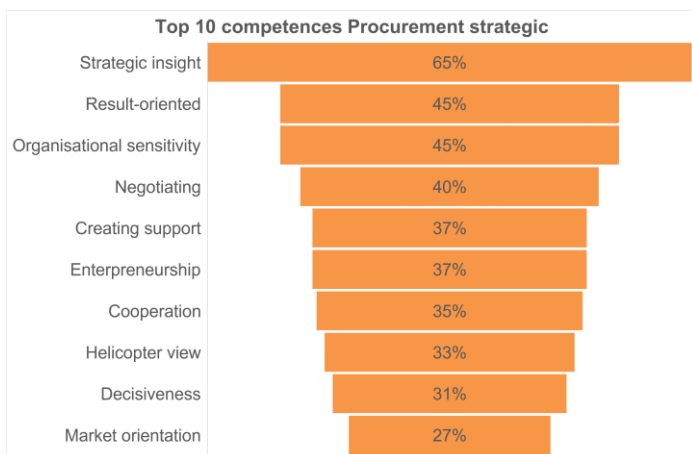 Top 10 competences Procurement strategic
Strategic insight 65%
Result-oriented 45%
Organisational sensitivity 45%
Negotiating 40%
Creating support 37%
Enterpreneurship 37%
Cooperation 35%
Helicopter view 33%
Decisiveness 31%
Market orientation 27%